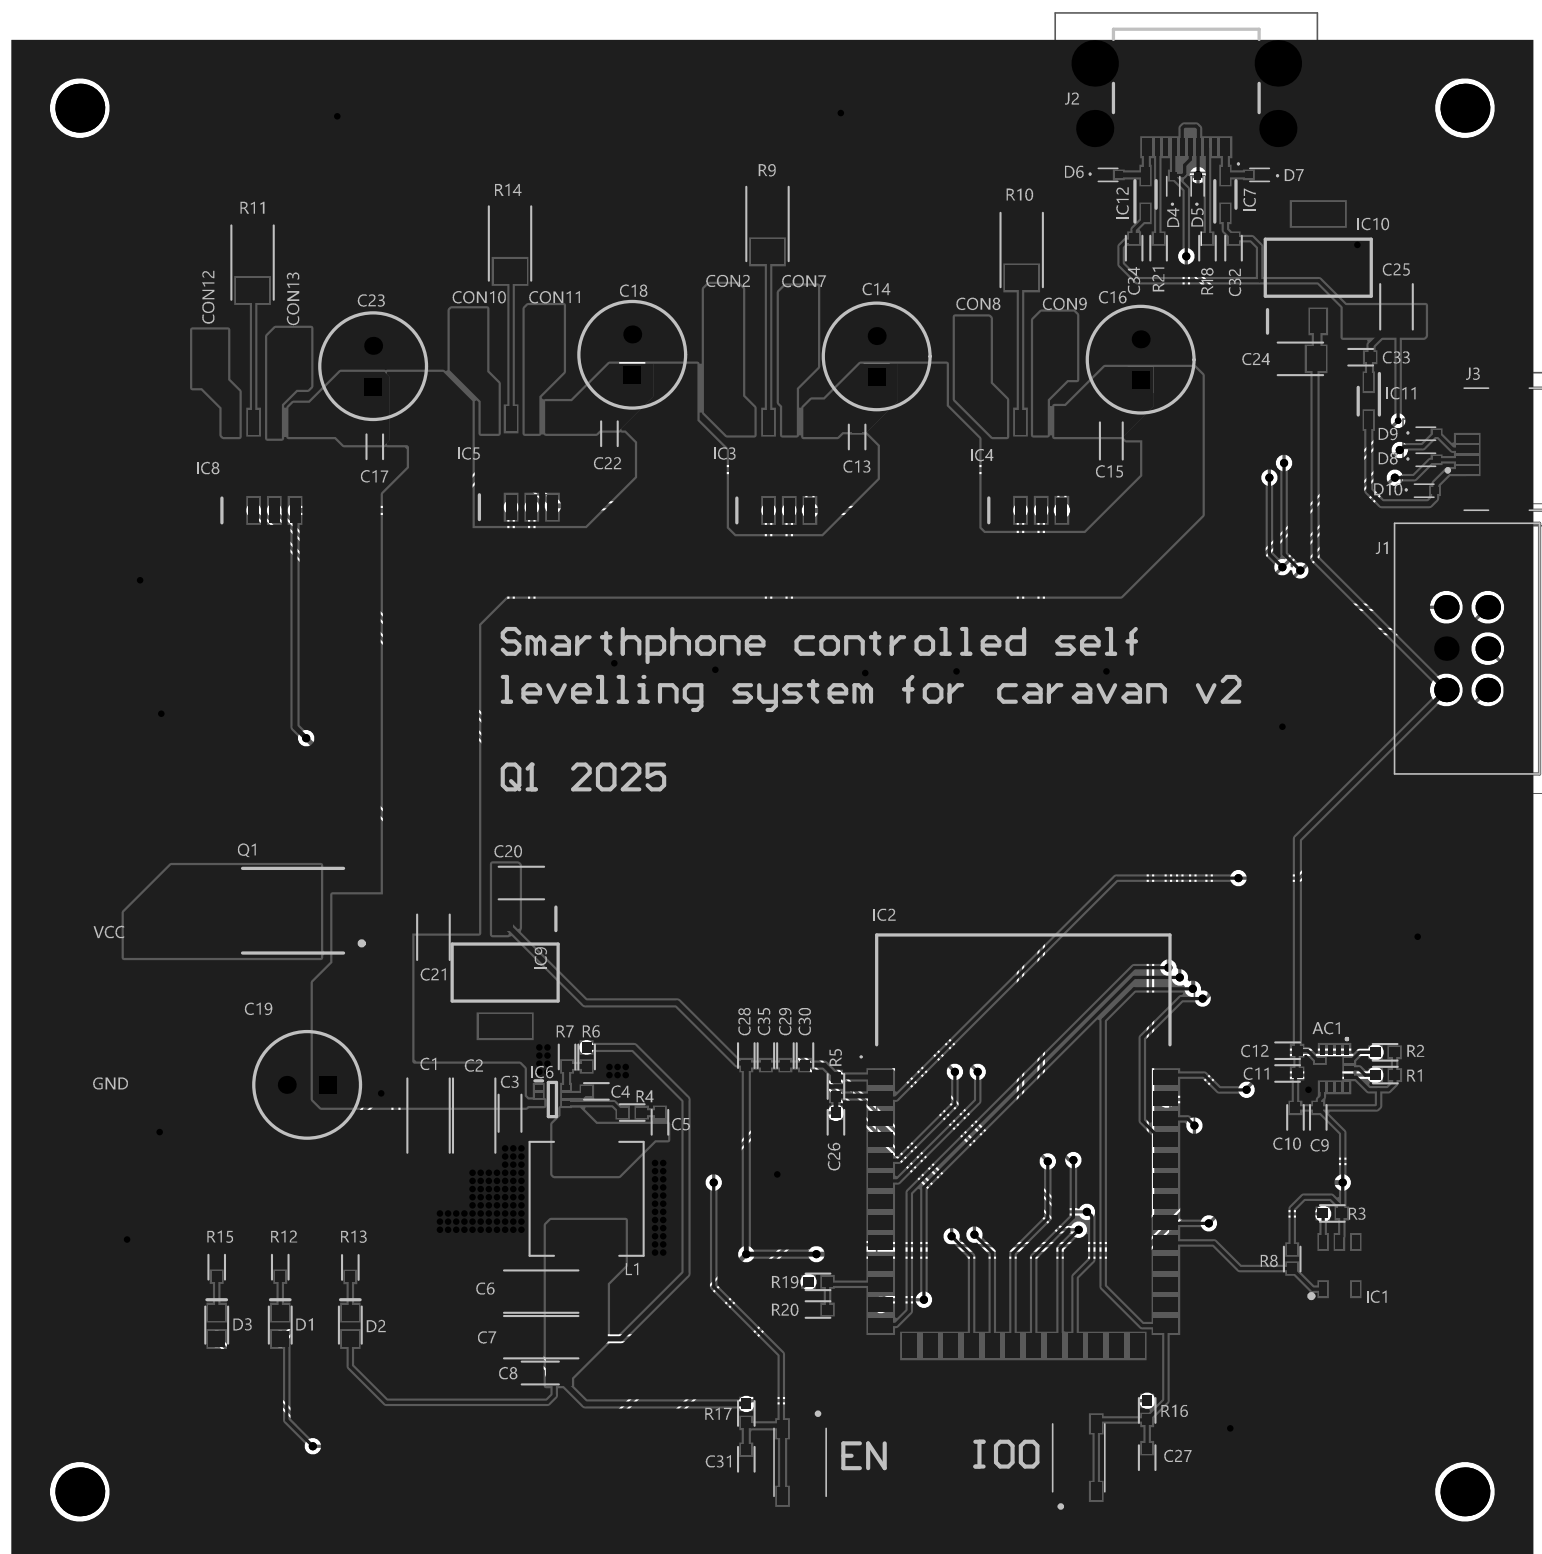 J2
D6
D7
R9
R14
R10
R11
IC12
D4
D5
IC7
IC10
C34
R21
R18
C32
C25
CON12
CON13
C23
CON10
CON11
C18
CON2
CON7
C14
CON8
CON9
C16
C24
C33
J3
IC11
D9
D8
D10
IC8
C17
IC5
C22
IC3
C13
IC4
C15
J1
Smarthphone controlled self
levelling system for caravan v2
Q1 2025
Q1
C20
VCC
IC2
C21
IC9
C19
C28
C35
C29
C30
R7
R6
R5
AC1
C12
R2
C11
R1
GND
C1
C2
IC6
C3
C4
R4
C5
C26
C10
C9
R15
R12
R13
R3
L1
R8
C6
R19
R20
IC1
D3
D1
D2
C7
C8
R17
R16
C31
EN
IO0
C27